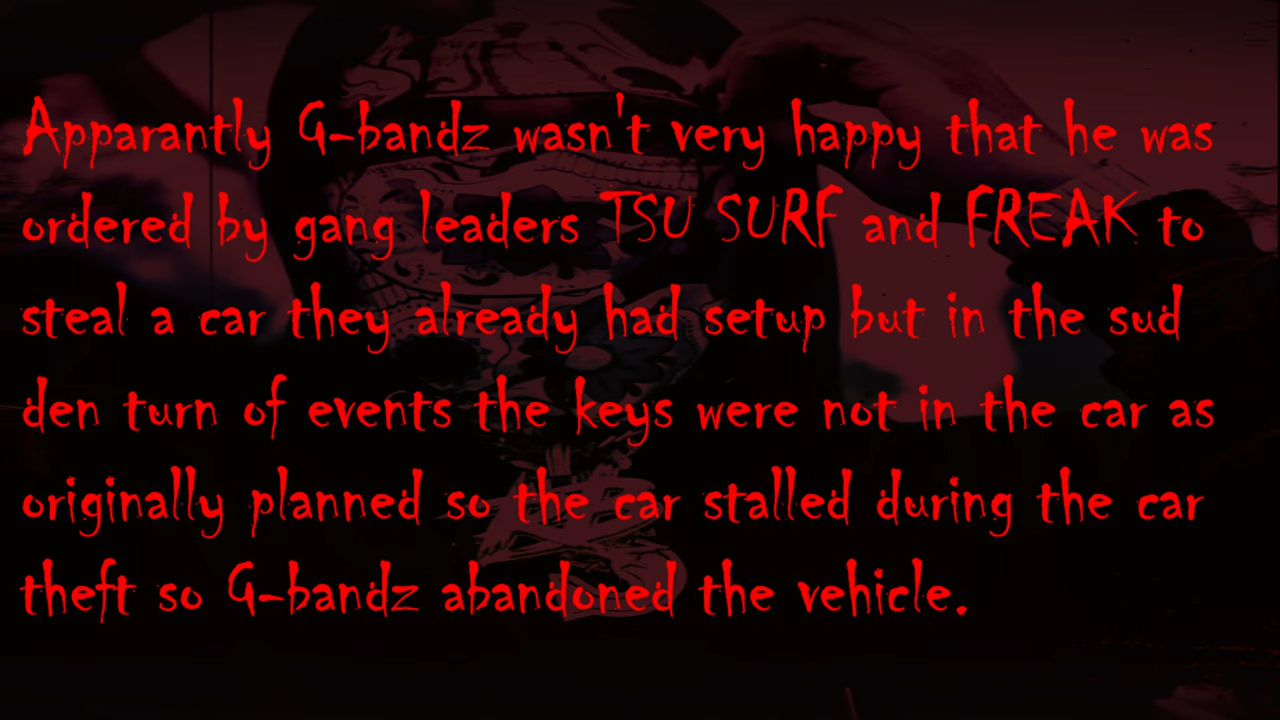 Apparantly G-bandz wasn't very happy that he was
ordered by gang leaders TSU SURF and FREAK to
steal a car they already had setup but in the sud
den turn of events the keys were not in the car as
originally planned so the car stalled during the car
theft so G-bandz abandoned the vehicle.